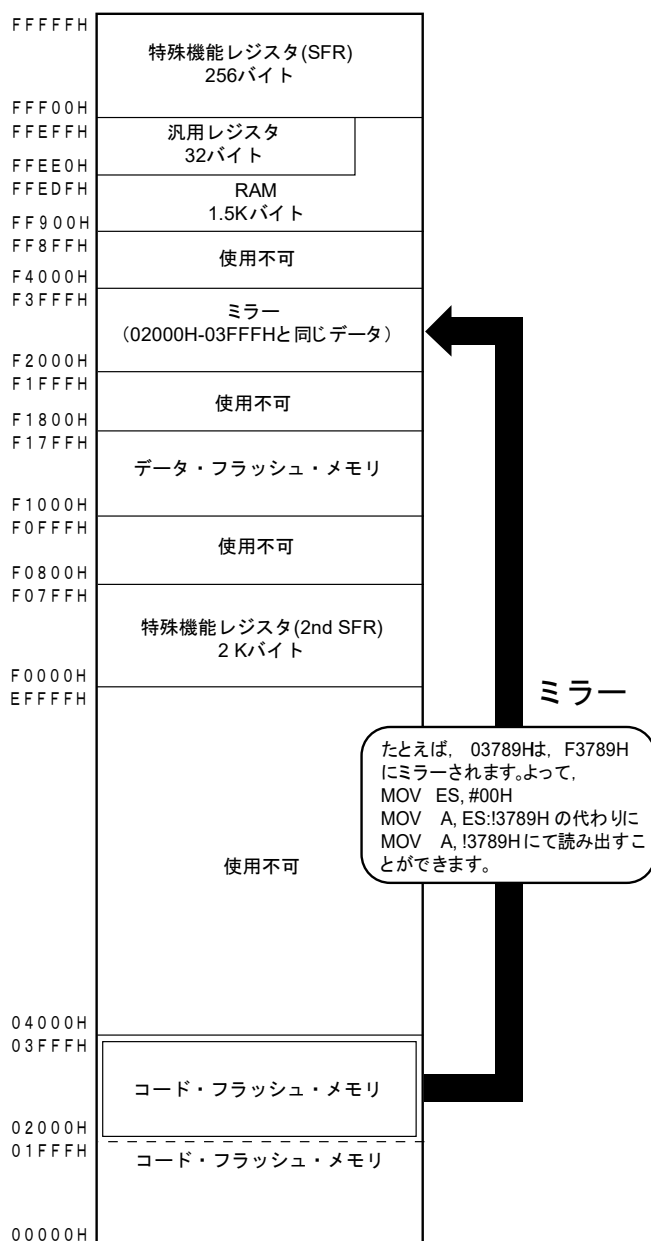 FFFFFH
特殊機能レジスタ(SFR)
256バイト
FFF00H
FFEFFH
汎用レジスタ
32バイト
FFEE0H
FFEDFH
RAM
1.5Kバイト
FF900H
FF8FFH
使用不可
F4000H
F3FFFH
ミラー
（02000H-03FFFHと同じデータ）
F2000H
F1FFFH
使用不可
F1800H
F17FFH
データ・フラッシュ・メモリ
F1000H
F0FFFH
使用不可
F0800H
F07FFH
特殊機能レジスタ(2nd SFR)
2 Kバイト
F0000H
EFFFFH
ミラー
たとえば, 03789Hは, F3789H
にミラーされます。よって,
MOV ES, #00H
MOV A, ES:!3789H の代わりに
MOV A, !3789H にて読み出すこ
とができます。
使用不可
04000H
03FFFH
コード・フラッシュ・メモリ
02000H
01FFFH
コード・フラッシュ・メモリ
00000H